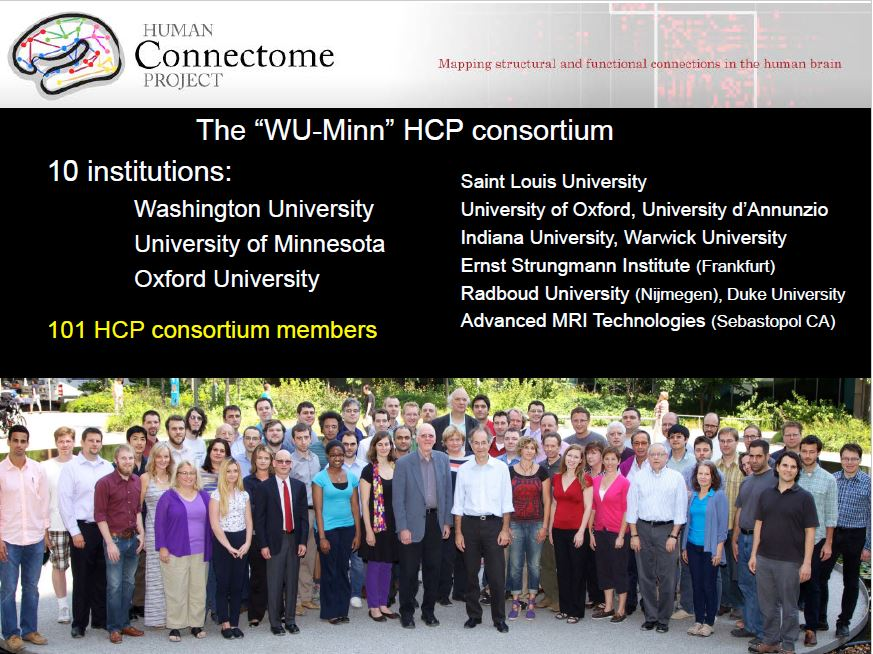 HUMAN
Connectome
PROJECT
Mapping structural and functional connections in the human brain
The “WU-Minn” HCP consortium
10 institutions:
Washington University
University of Minnesota
Oxford University
101 HCP consortium members
Saint Louis University
University of Oxford, University d’Annunzio
Indiana University, Warwick University
Ernst Strungmann Institute (Frankfurt)
Radboud University (Nijmegen), Duke University
Advanced MRI Technologies (Sebastopol CA)